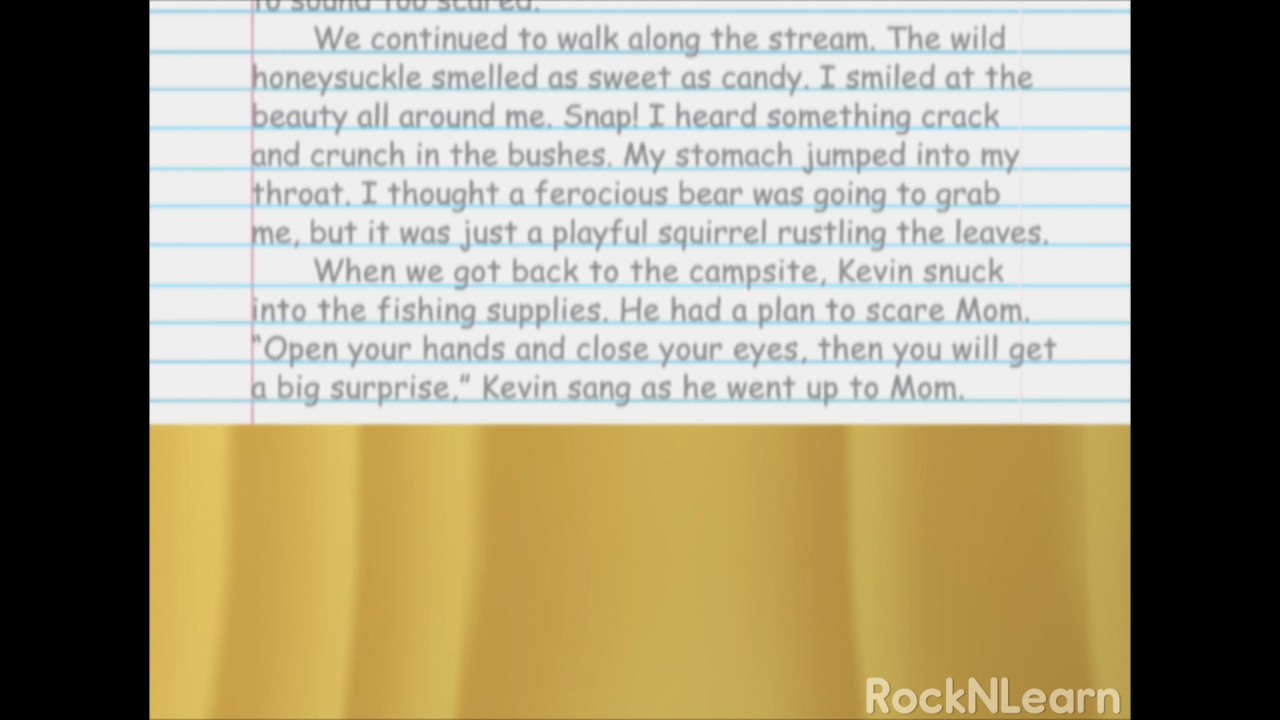 to sound too scared.
We continued to walk along the stream. The wild
honeysuckle smelled as sweet as candy. I smiled at the
beauty all around me. Snap! I heard something crack
and crunch in the bushes. My stomach jumped into my
throat. I thought a ferocious bear was going to grab
me, but it was just a playful squirrel rustling the leaves.
When we got back to the campsite, Kevin snuck
into the fishing supplies. He had a plan to scare Mom.
“Open your hands and close your eyes, then you will get
a big surprise,” Kevin sang as he went up to Mom.
RockNLearn